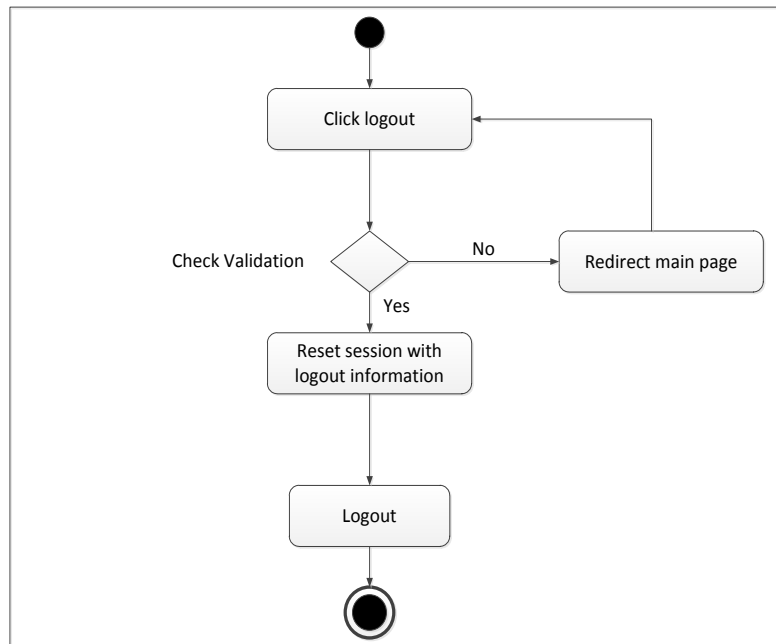 Click logout
Check Validation
No
Redirect main page
Yes
Reset session with
logout information
Logout